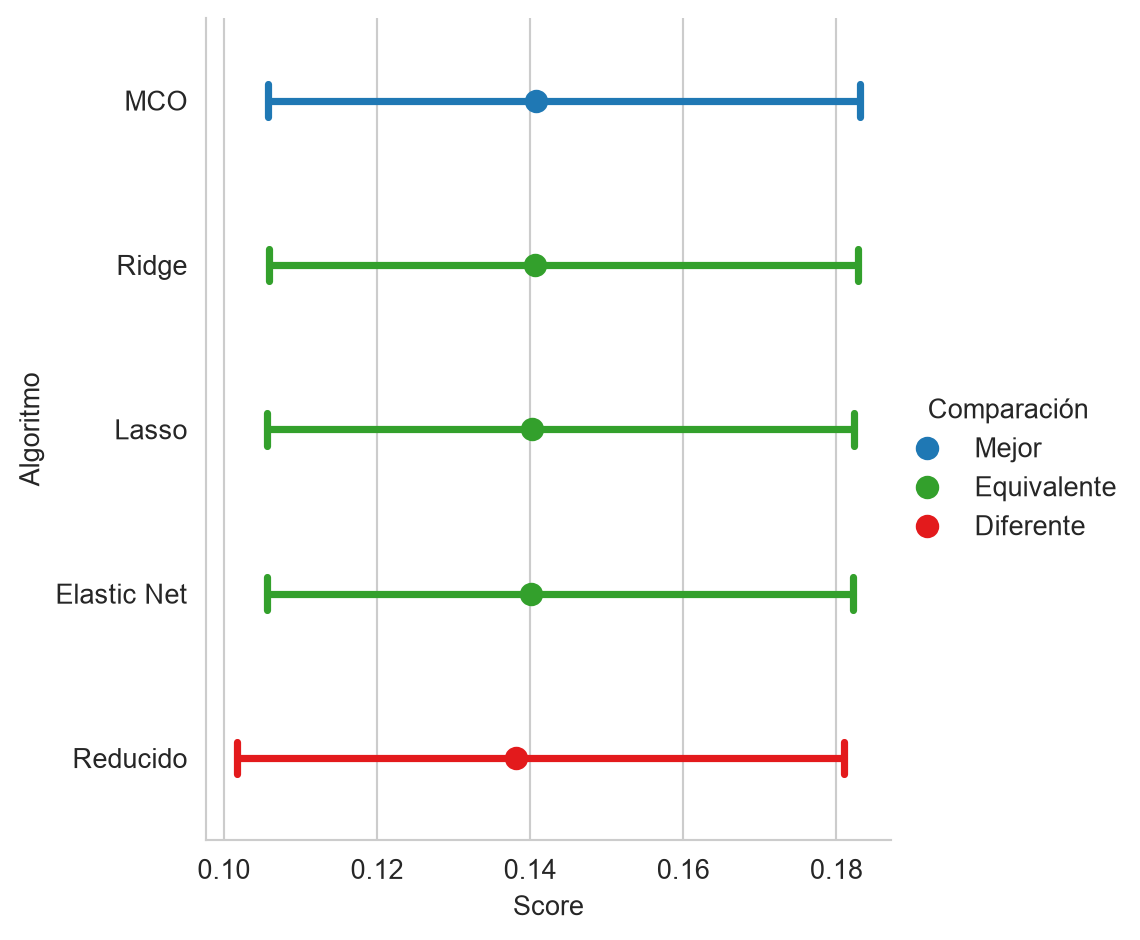 MCO
Ridge
Lasso
Elastic Net
Reducido
Algoritmo
0.10 0.12 0.14 0.16 0.18
Score
Comparación
Mejor
Equivalente
Diferente